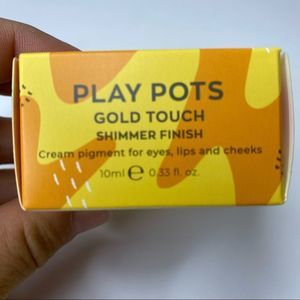 PLAY POTS
GOLD TOUCH
SHIMMER FINISH
Cream pigment for eyes, lips and cheeks
10ml ℮ 0.33 fl. oz.